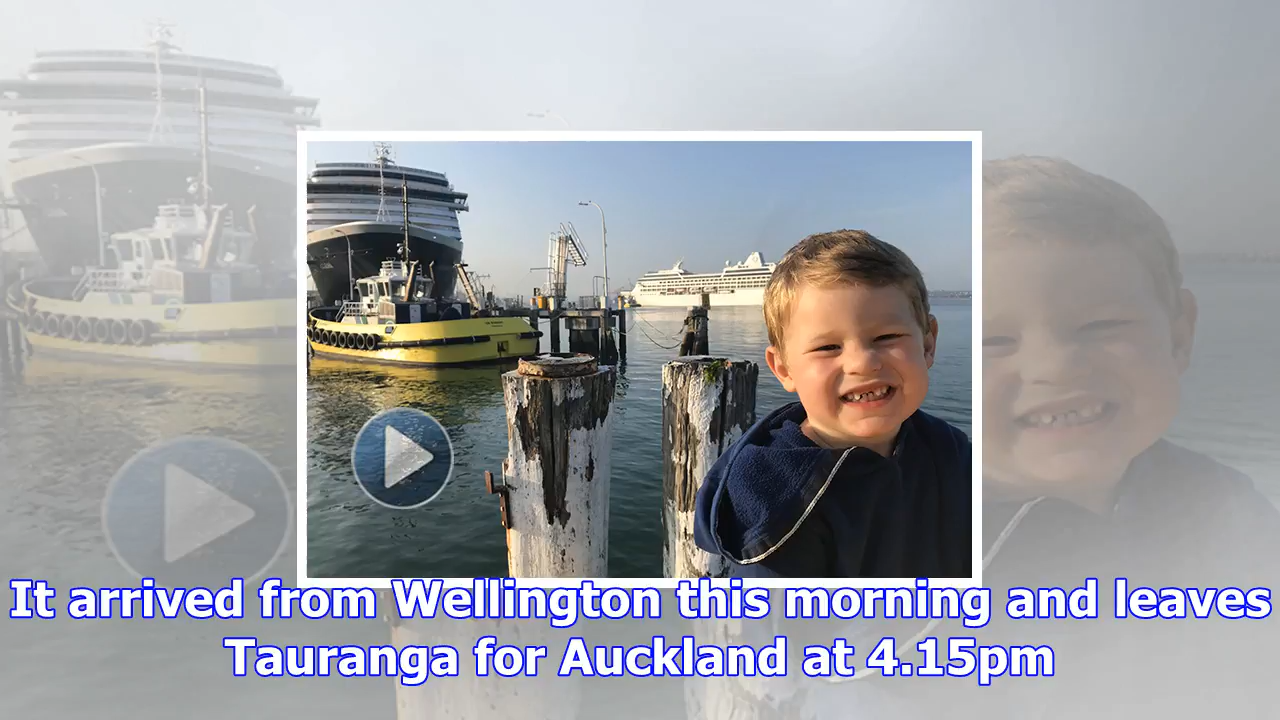 It arrived from Wellington this morning and leaves
Tauranga for Auckland at 4.15pm